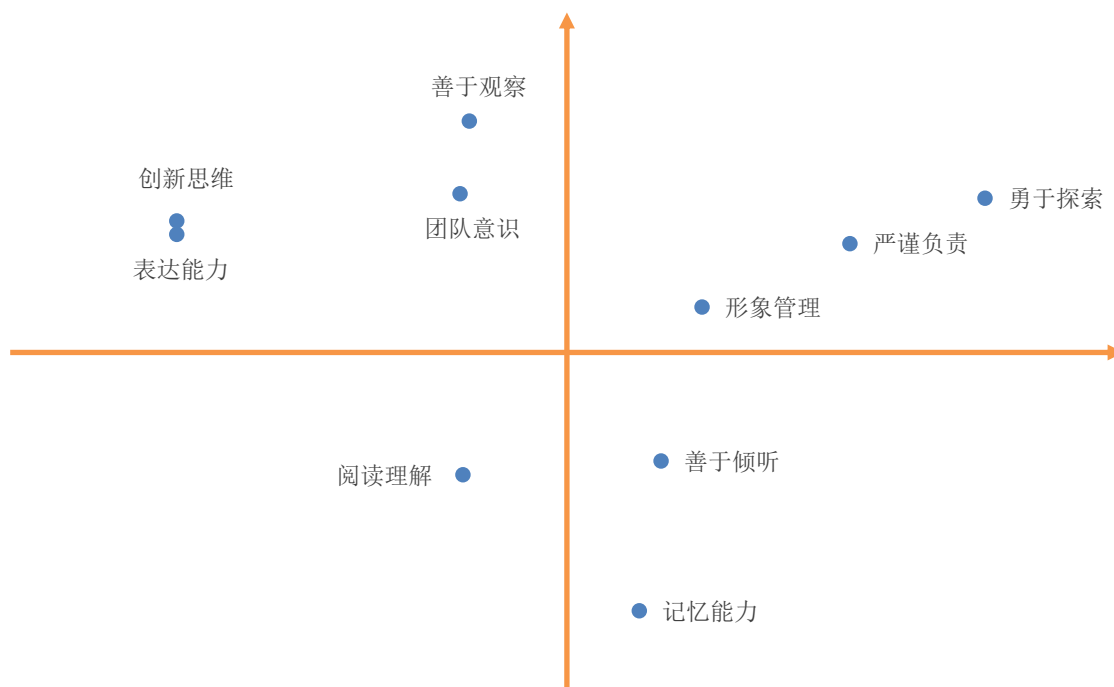 善于观察
创新思维
勇于探索
团队意识
严谨负责
表达能力
形象管理
善于倾听
阅读理解
记忆能力